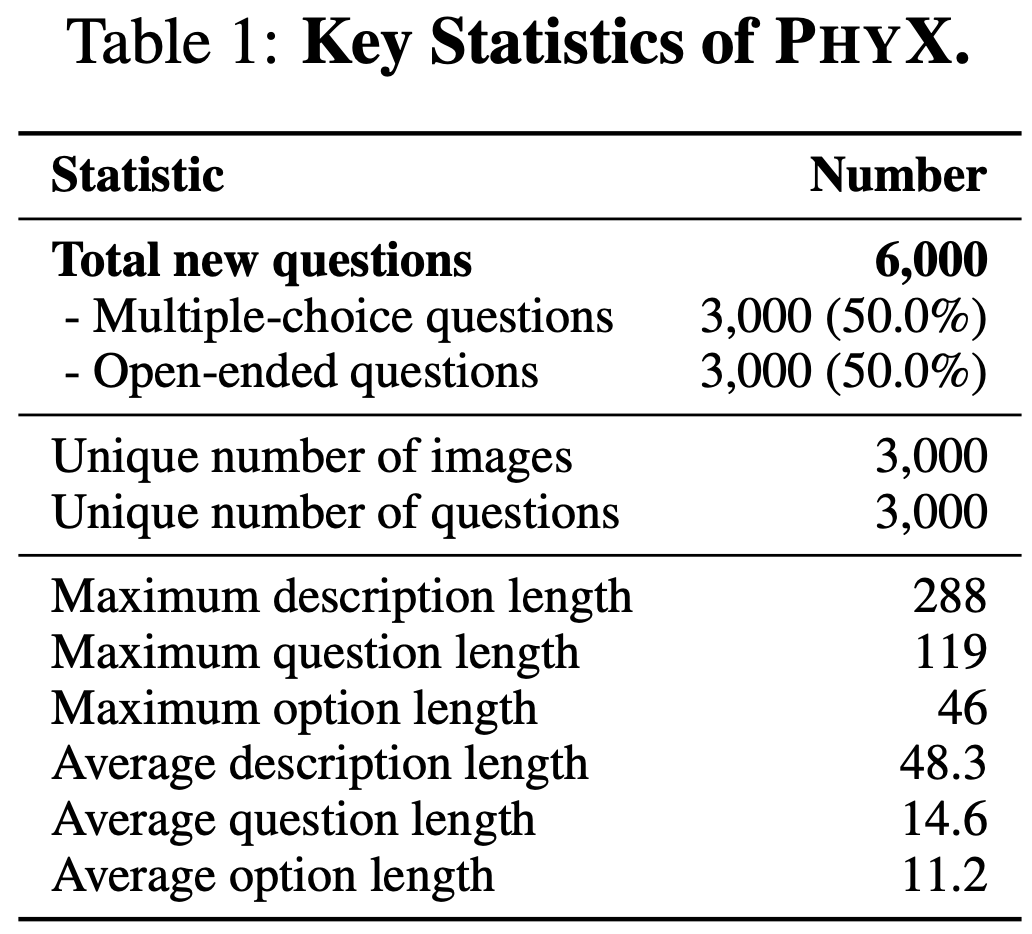 Table 1: Key Statistics of PHYX.
Statistic Number
Total new questions 6,000
- Multiple-choice questions 3,000 (50.0%)
- Open-ended questions 3,000 (50.0%)
Unique number of images 3,000
Unique number of questions 3,000
Maximum description length 288
Maximum question length 119
Maximum option length 46
Average description length 48.3
Average question length 14.6
Average option length 11.2